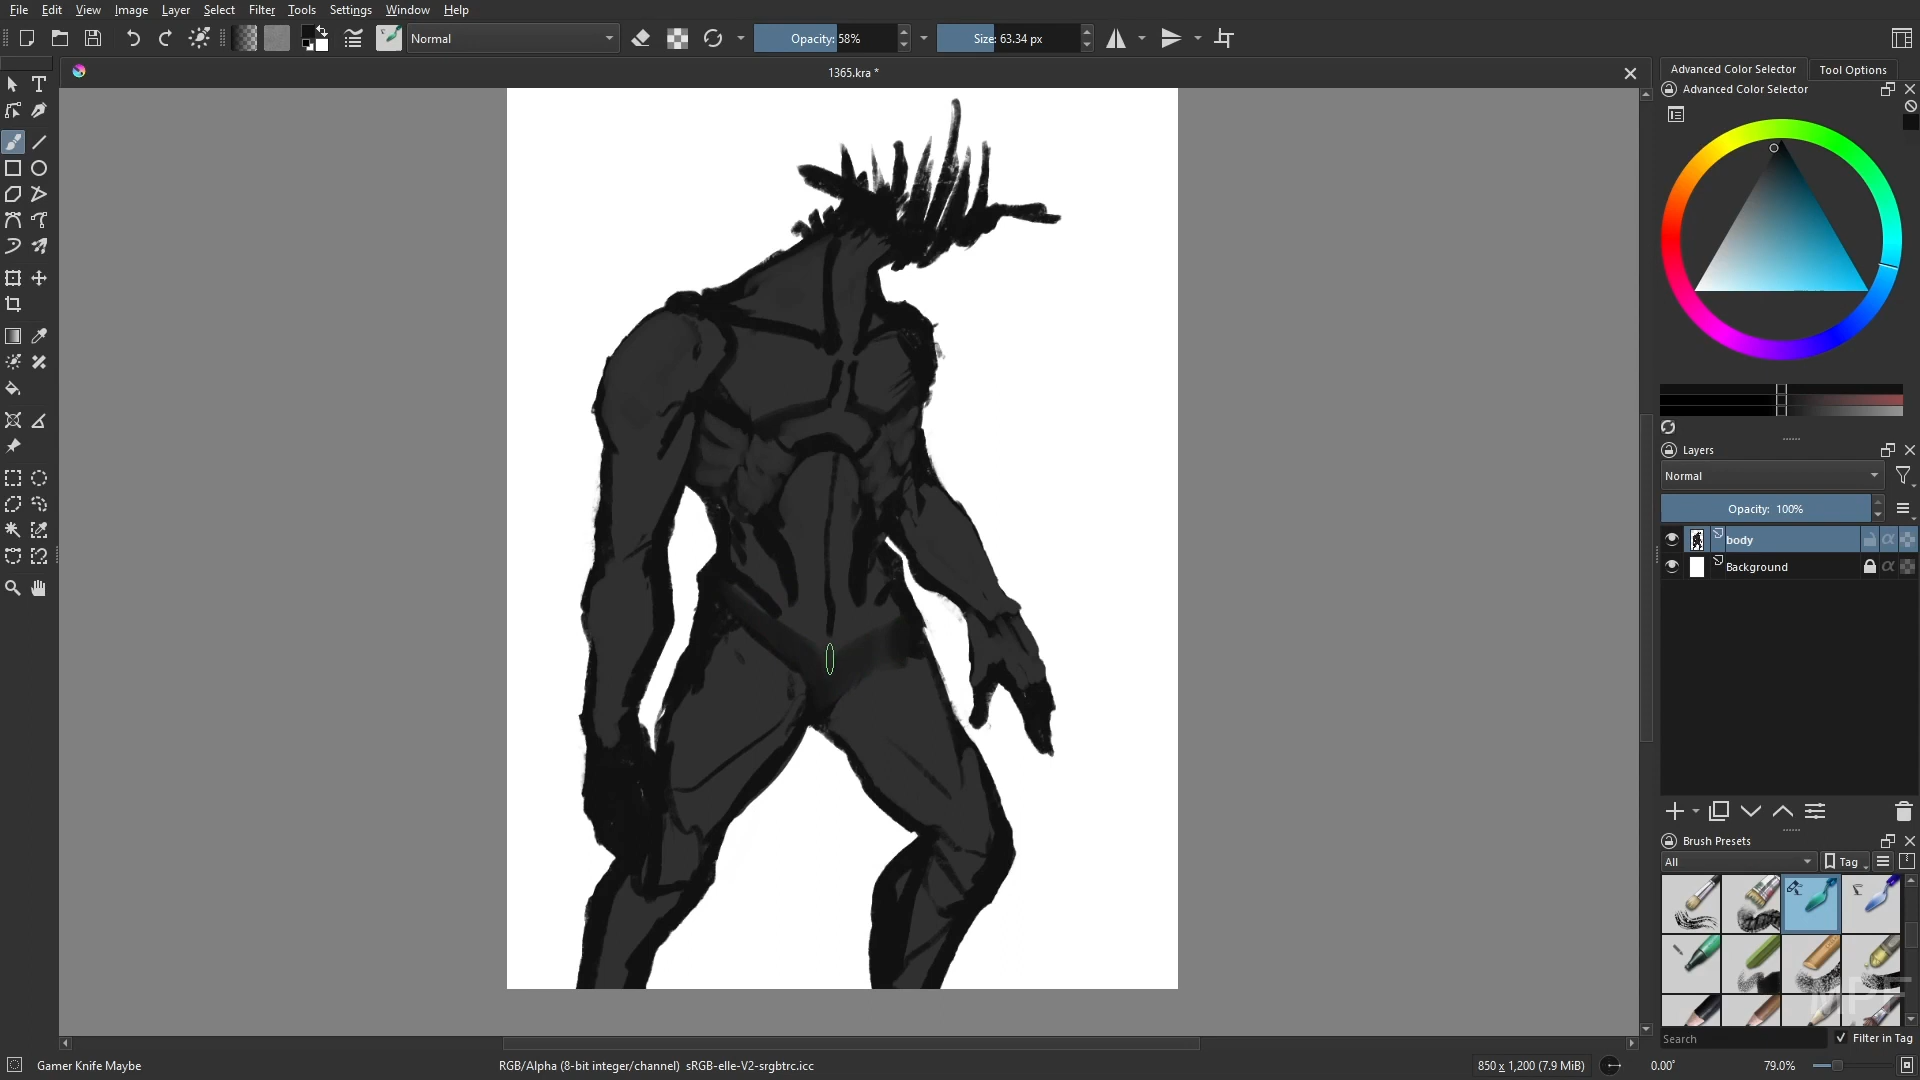 File Edit View Image Layer Select Filter Tools Settings Window Help
Normal Opacity: 58% Size: 63.34 px
1365.kra *
Advanced Color Selector Tool Options
Advanced Color Selector
Layers
Normal
Opacity: 100%
body
Background
Brush Presets
All Tag
MPF
Search Filter in Tag
Gamer Knife Maybe RGB/Alpha (8-bit integer/channel) sRGB-elle-V2-srgbtrc.icc 850 x 1,200 (7.9 MiB) 0.00° 79.0%